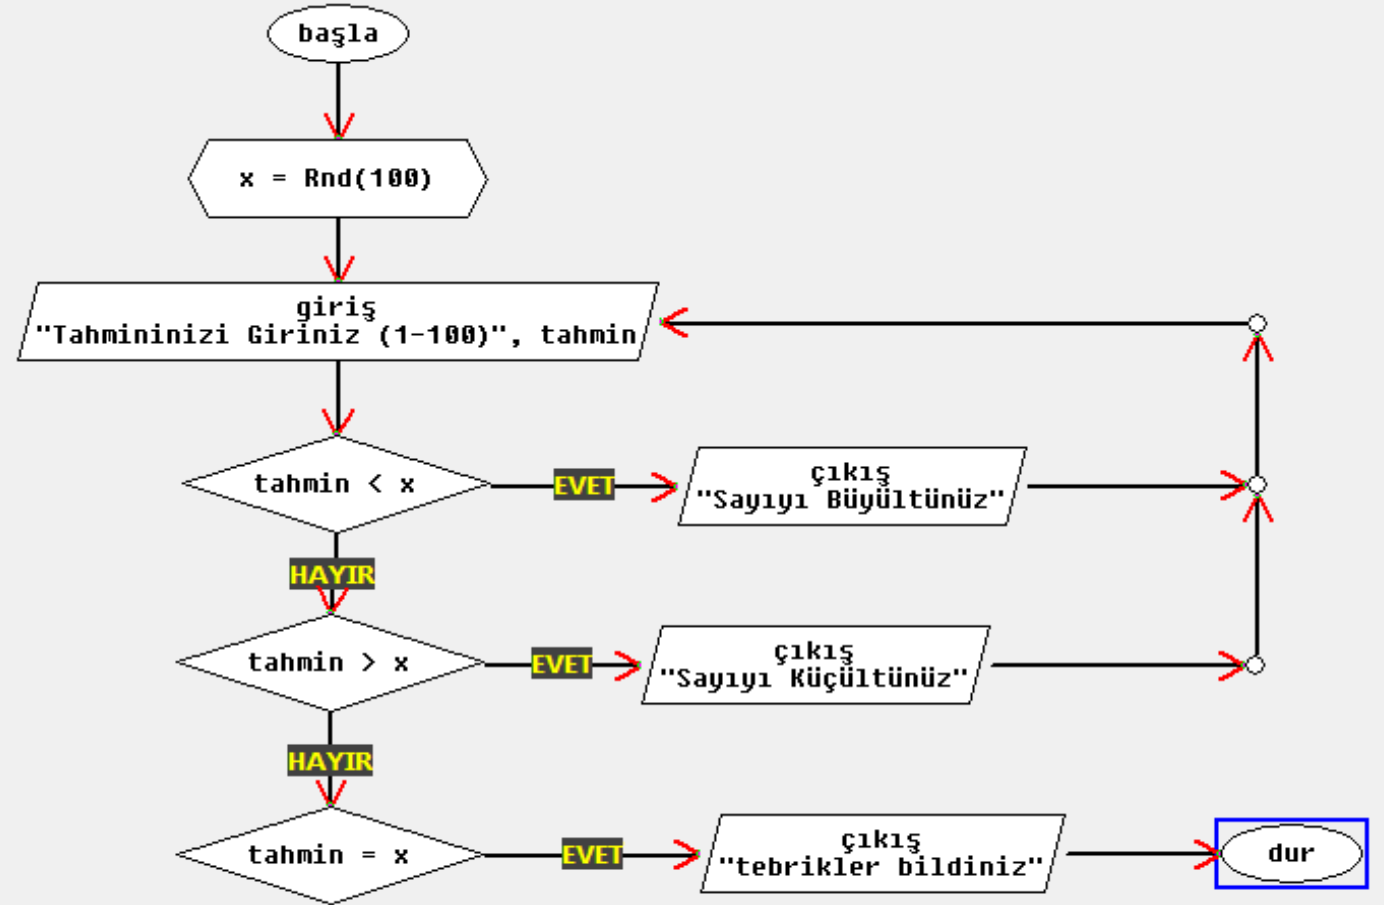 başla
x = Rnd(100)
giriş
"Tahmininizi Giriniz (1-100)", tahmin
tahmin < x
EVET
çıkış
"Sayıyı Büyültünüz"
HAYIR
tahmin > x
EVET
çıkış
"Sayıyı Küçültünüz"
HAYIR
tahmin = x
EVET
çıkış
"tebrikler bildiniz"
dur